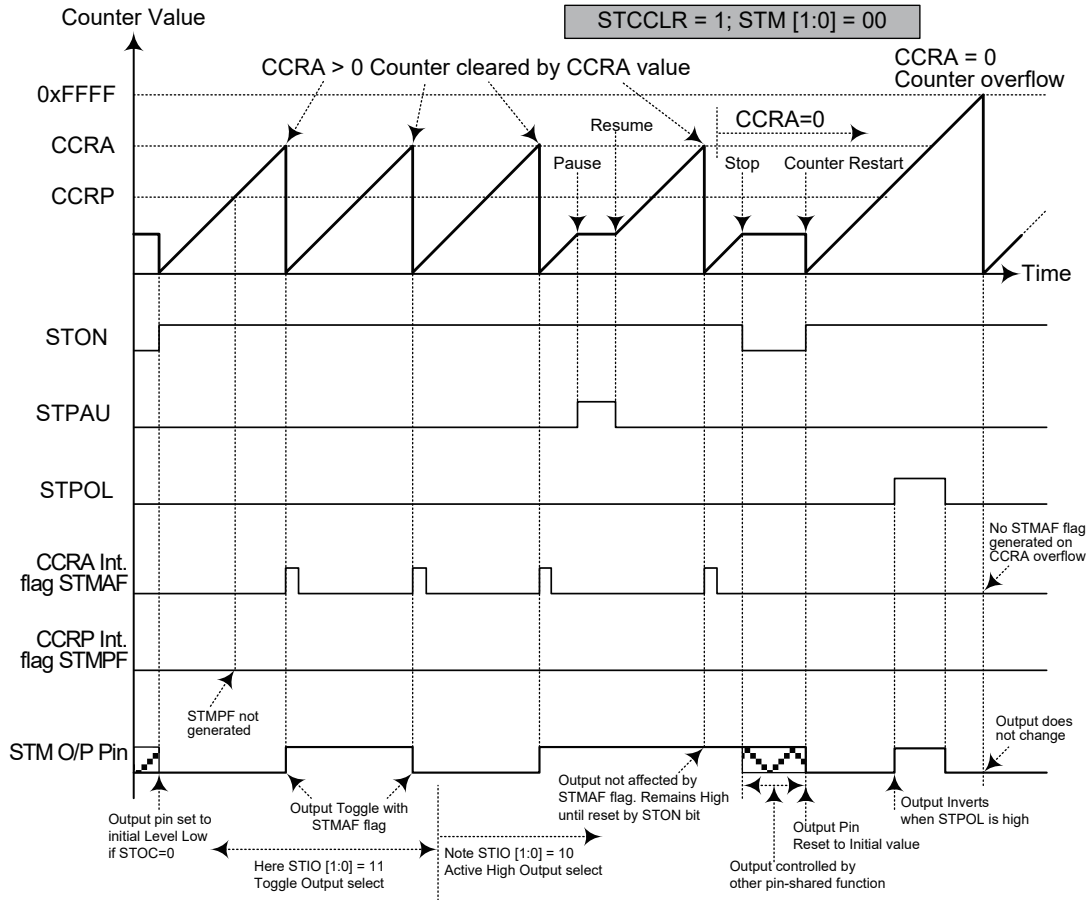 Counter Value
STCCLR = 1; STM [1:0] = 00
CCRA > 0 Counter cleared by CCRA value
CCRA = 0
Counter overflow
0xFFFF
CCRA
CCRP
Resume
CCRA=0
Pause
Stop
Counter Restart
Time
STON
STPAU
STPOL
CCRA Int.
flag STMAF
No STMAF flag
generated on
CCRA overflow
CCRP Int.
flag STMPF
STMPF not
generated
STM O/P Pin
Output does
not change
Output pin set to
initial Level Low
if STOC=0
Output Toggle with
STMAF flag
Output not affected by
STMAF flag. Remains High
until reset by STON bit
Output Inverts
when STPOL is high
Output Pin
Reset to Initial value
Here STIO [1:0] = 11
Toggle Output select
Note STIO [1:0] = 10
Active High Output select
Output controlled by
other pin-shared function